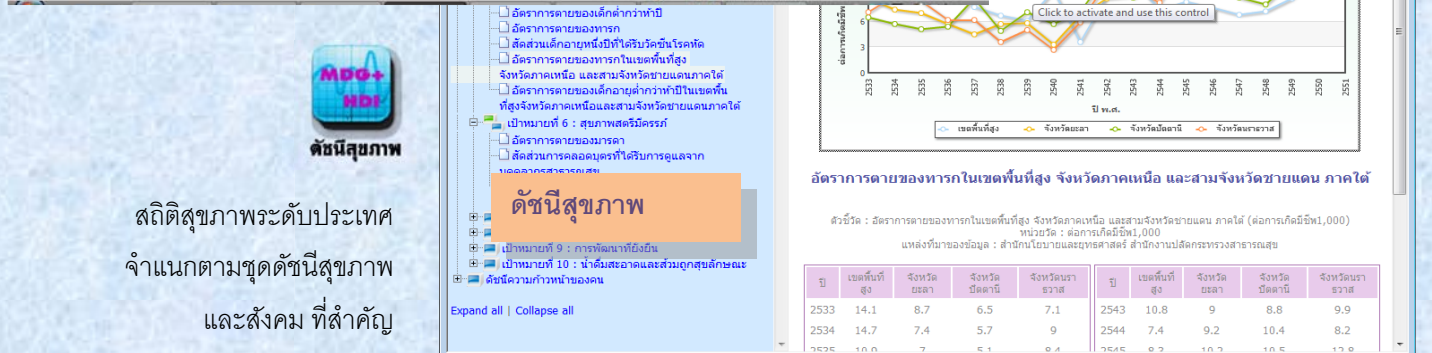 MDG+
HDI
ดัชนีสุขภาพ
สถิติสุขภาพระดับประเทศ
จำแนกตามชุดดัชนีสุขภาพ
และสังคม ที่สำคัญ
อัตราการตายของเด็กต่ำกว่าห้าปี
อัตราการตายของทารก
สัดส่วนเด็กอายุหนึ่งปีที่ได้รับวัคซีนโรคหัด
อัตราการตายของทารกในเขตพื้นที่สูง
จังหวัดภาคเหนือ และสามจังหวัดชายแดนภาคใต้
อัตราการตายของเด็กอายุต่ำกว่าห้าปีในเขตพื้น
ที่สูงจังหวัดภาคเหนือและสามจังหวัดชายแดนภาคใต้
เป้าหมายที่ 6 : สุขภาพสตรีมีครรภ์
อัตราการตายของมารดา
สัดส่วนการคลอดบุตรที่ได้รับการดูแลจาก
บุคคลากรสาธารณสุข
ดัชนีสุขภาพ
เป้าหมายที่ 9 : การพัฒนาที่ยั่งยืน
เป้าหมายที่ 10 : น้ำดื่มสะอาดและส้วมถูกสุขลักษณะ
ดัชนีความก้าวหน้าของคน
Expand all | Collapse all
Click to activate and use this control
ต่อการเกิดมีชีพ
6
3
0
2533 2534 2535 2536 2537 2538 2539 2540 2541 2542 2543 2544 2545 2546 2547 2548 2549 2550 2551
ปี พ.ศ.
เขตพื้นที่สูง จังหวัดยะลา จังหวัดปัตตานี จังหวัดนราธิวาส
อัตราการตายของทารกในเขตพื้นที่สูง จังหวัดภาคเหนือ และสามจังหวัดชายแดน ภาคใต้
ตัวชี้วัด : อัตราการตายของทารกในเขตพื้นที่สูง จังหวัดภาคเหนือ และสามจังหวัดชายแดน ภาคใต้ (ต่อการเกิดมีชีพ1,000)
หน่วยวัด : ต่อการเกิดมีชีพ1,000
แหล่งที่มาของข้อมูล : สำนักนโยบายและยุทธศาสตร์ สำนักงานปลัดกระทรวงสาธารณสุข
ปี เขตพื้นที่สูง จังหวัดยะลา จังหวัดปัตตานี จังหวัดนราธิวาส ปี เขตพื้นที่สูง จังหวัดยะลา จังหวัดปัตตานี จังหวัดนราธิวาส
2533 14.1 8.7 6.5 7.1 2543 10.8 9 8.8 9.9
2534 14.7 7.4 5.7 9 2544 7.4 9.2 10.4 8.2
2535 10.9 7 5.1 8.4 2545 8.3 10.2 10.5 12.8